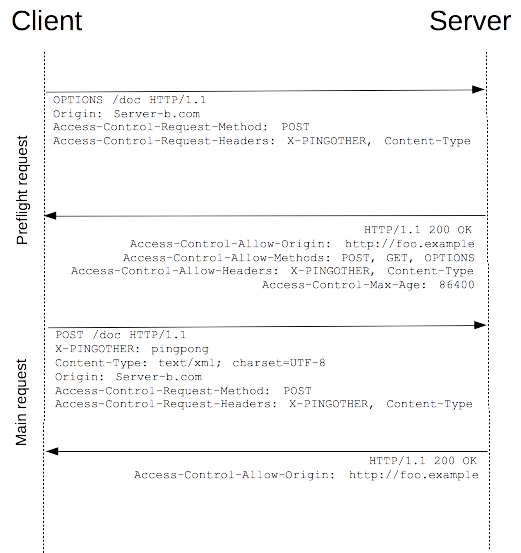 Client
Server
OPTIONS /doc HTTP/1.1
Origin: Server-b.com
Access-Control-Request-Method: POST
Access-Control-Request-Headers: X-PINGOTHER, Content-Type
Preflight request
HTTP/1.1 200 OK
Access-Control-Allow-Origin: http://foo.example
Access-Control-Allow-Methods: POST, GET, OPTIONS
Access-Control-Allow-Headers: X-PINGOTHER, Content-Type
Access-Control-Max-Age: 86400
POST /doc HTTP/1.1
X-PINGOTHER: pingpong
Content-Type: text/xml; charset=UTF-8
Origin: Server-b.com
Access-Control-Request-Method: POST
Access-Control-Request-Headers: X-PINGOTHER, Content-Type
Main request
HTTP/1.1 200 OK
Access-Control-Allow-Origin: http://foo.example